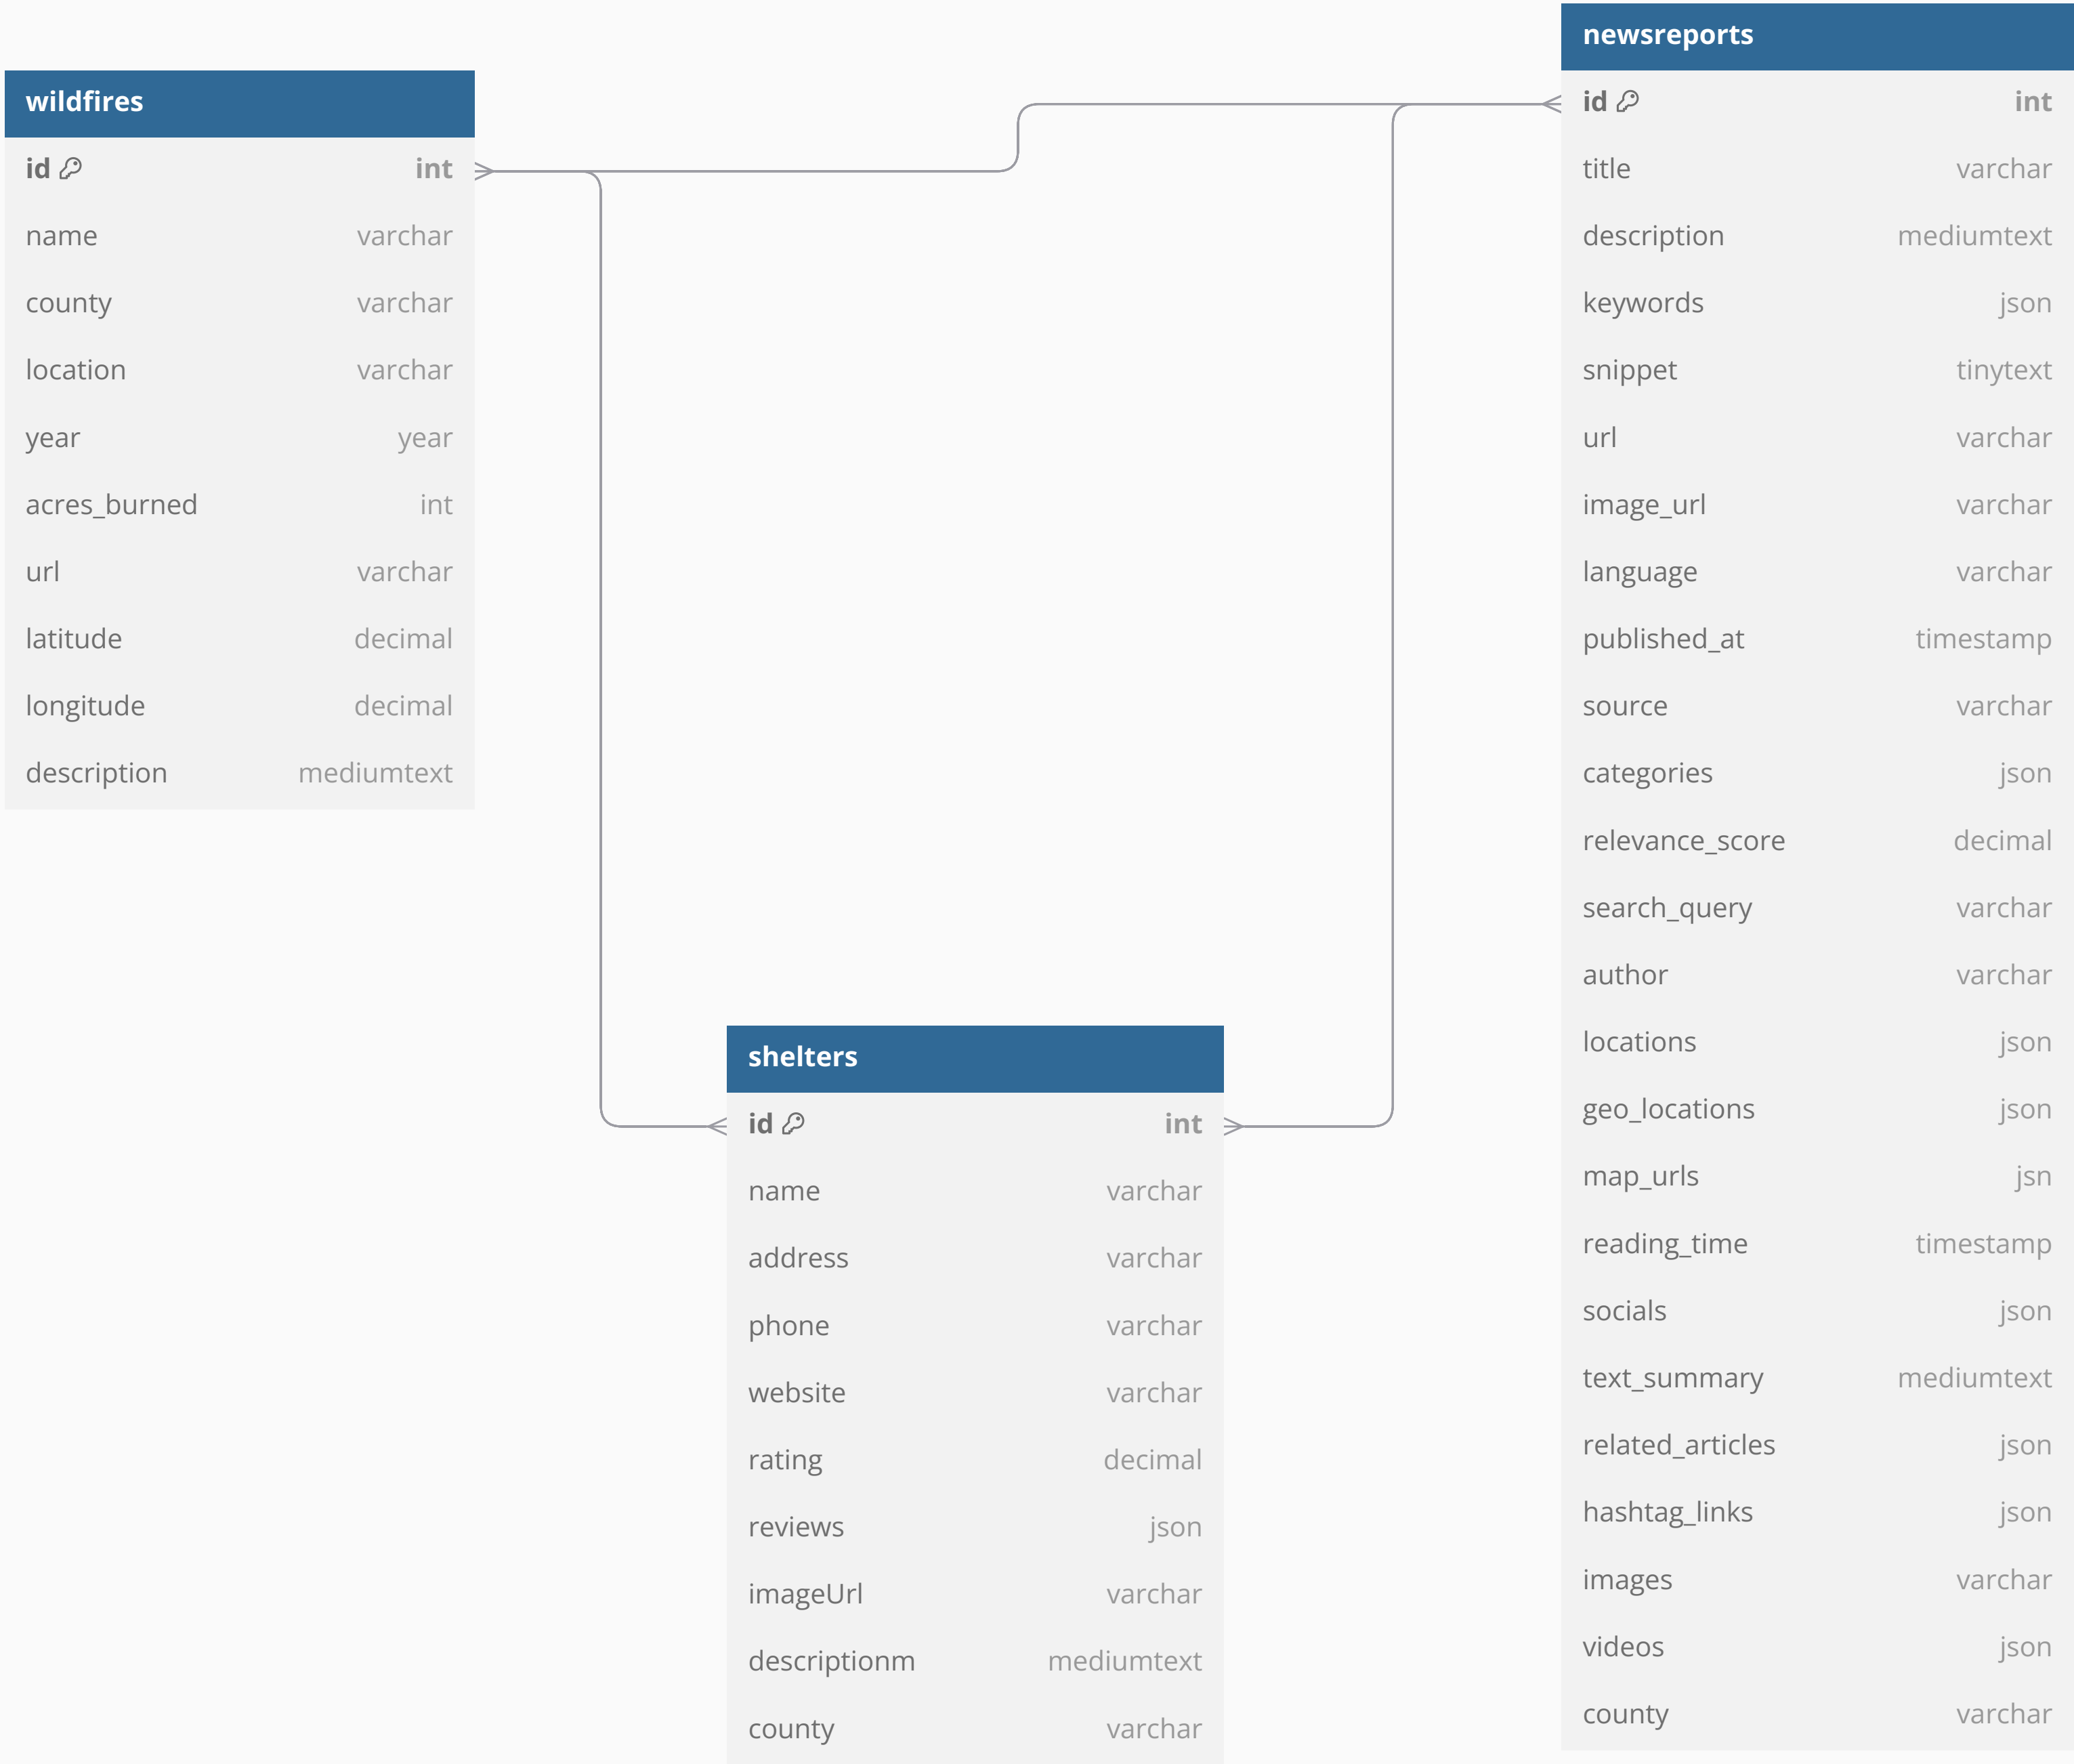 wildfires
id int
name varchar
county varchar
location varchar
year year
acres_burned int
url varchar
latitude decimal
longitude decimal
description mediumtext
shelters
id int
name varchar
address varchar
phone varchar
website varchar
rating decimal
reviews json
imageUrl varchar
descriptionm mediumtext
county varchar
newsreports
id int
title varchar
description mediumtext
keywords json
snippet tinytext
url varchar
image_url varchar
language varchar
published_at timestamp
source varchar
categories json
relevance_score decimal
search_query varchar
author varchar
locations json
geo_locations json
map_urls jsn
reading_time timestamp
socials json
text_summary mediumtext
related_articles json
hashtag_links json
images varchar
videos json
county varchar